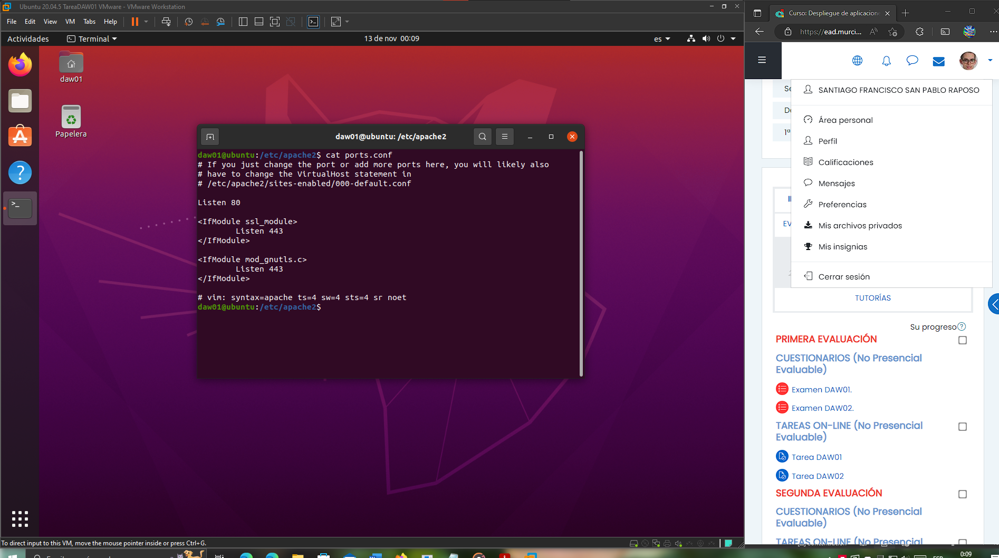 Ubuntu 20.04.5 TareaDAW01 VMware - VMware Workstation
File Edit View VM Tabs Help
Actividades
Terminal
13 de nov 00:09
es
daw01
Papelera
daw01@ubuntu: /etc/apache2
daw01@ubuntu:/etc/apache2$ cat ports.conf
# If you just change the port or add more ports here, you will likely also
# have to change the VirtualHost statement in
# /etc/apache2/sites-enabled/000-default.conf
Listen 80
<IfModule ssl_module>
Listen 443
</IfModule>
<IfModule mod_gnutls.c>
Listen 443
</IfModule>
# vim: syntax=apache ts=4 sw=4 sts=4 sr noet
daw01@ubuntu:/etc/apache2$
To direct input to this VM, move the mouse pointer inside or press Ctrl+G.
Curso: Despliegue de aplicacione
https://ead.murci...
SANTIAGO FRANCISCO SAN PABLO RAPOSO
Área personal
Perfil
Calificaciones
Mensajes
Preferencias
Mis archivos privados
Mis insignias
Cerrar sesión
1ª
EV
TUTORÍAS
Su progreso
PRIMERA EVALUACIÓN
CUESTIONARIOS (No Presencial
Evaluable)
Examen DAW01.
Examen DAW02.
TAREAS ON-LINE (No Presencial
Evaluable)
Tarea DAW01
Tarea DAW02
SEGUNDA EVALUACIÓN
CUESTIONARIOS (No Presencial
Evaluable)
TAREAS ON-LINE (No Presencial
0:09